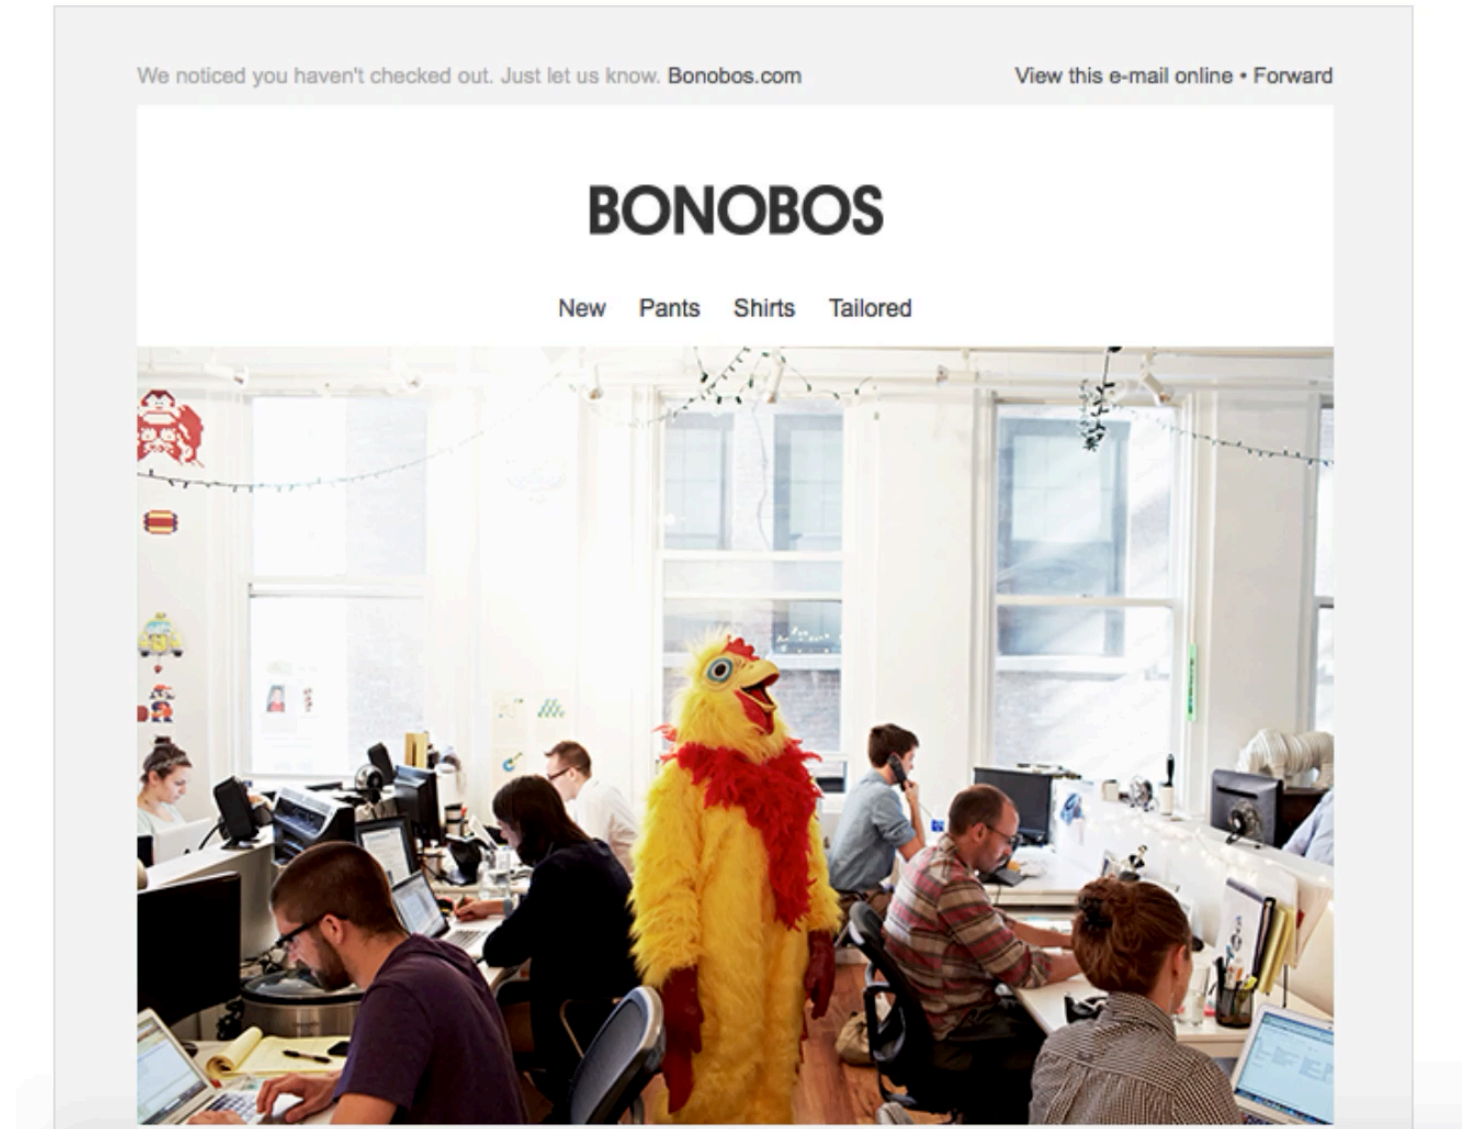 We noticed you haven't checked out. Just let us know. Bonobos.com
View this e-mail online • Forward
BONOBOS
New Pants Shirts Tailored